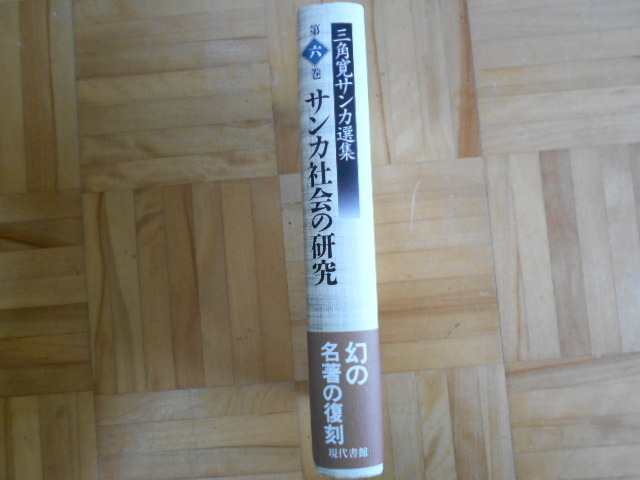 三角寛サンカ選集
第六巻
サンカ社会の研究
幻の
名著の復刻
現代書館